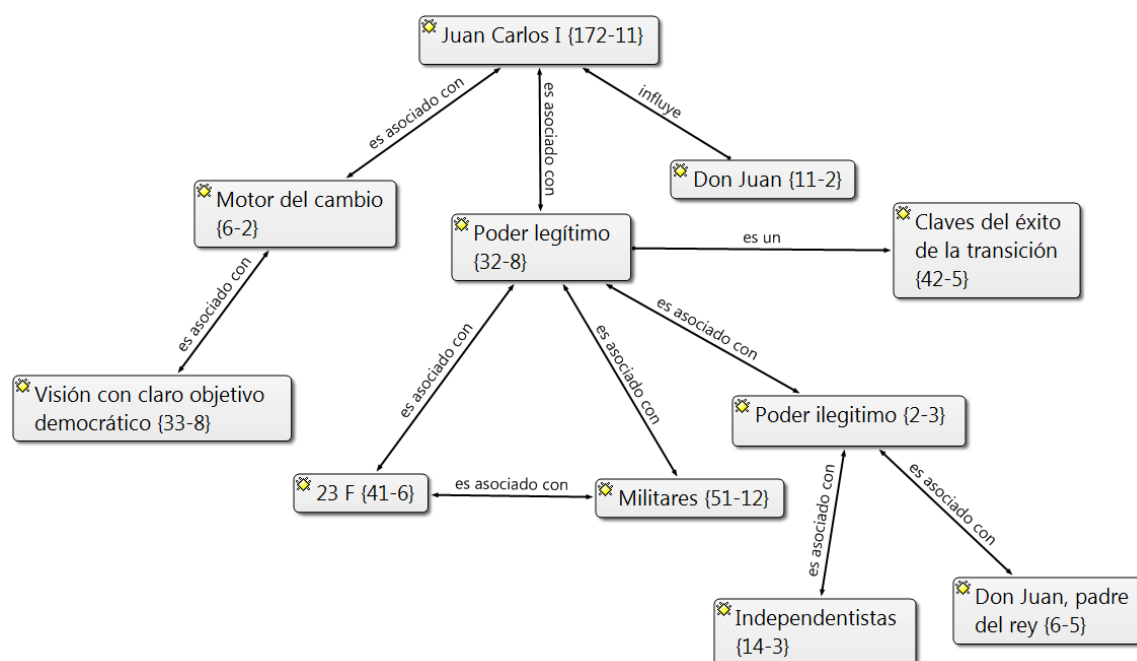 Juan Carlos I {172-11}
es asociado con
es asociado con
influye
Don Juan {11-2}
Motor del cambio
{6-2}
Poder legítimo
{32-8}
es un
Claves del éxito
de la transición
{42-5}
es asociado con
es asociado con
es asociado con
es asociado con
Visión con claro objetivo
democrático {33-8}
Poder ilegitimo {2-3}
23 F {41-6}
es asociado con
Militares {51-12}
es asociado con
es asociado con
Independentistas
{14-3}
Don Juan, padre
del rey {6-5}